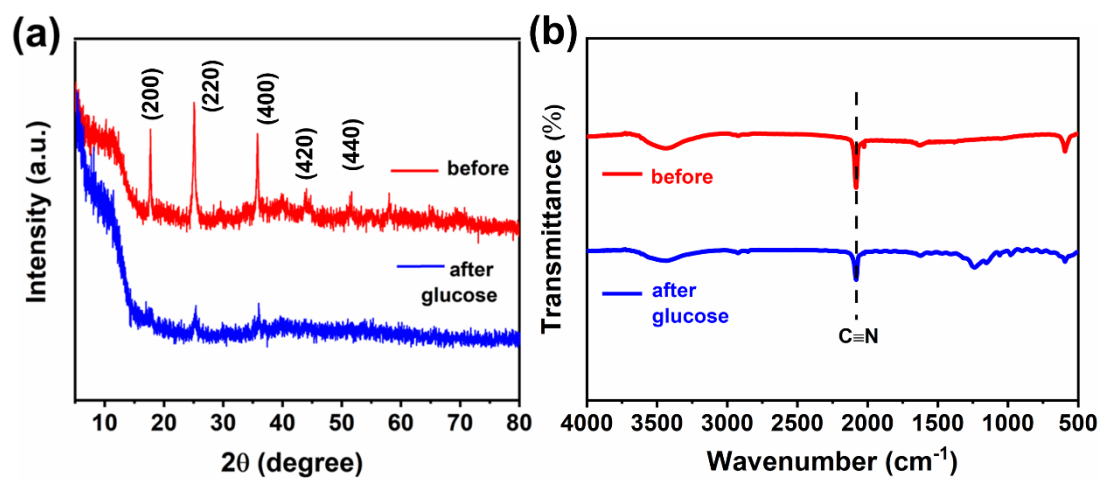 (a)
Intensity (a.u.)
(200)
(220)
(400)
(420)
(440)
before
after
glucose
10 20 30 40 50 60 70 80
2θ (degree)
(b)
Transmittance (%)
before
after
glucose
C≡N
4000 3500 3000 2500 2000 1500 1000 500
Wavenumber (cm⁻¹)